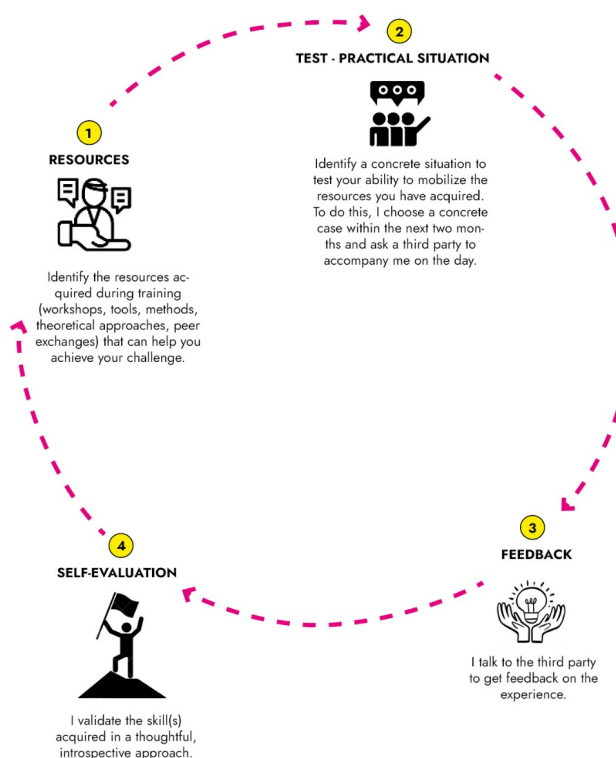 1
RESOURCES
Identify the resources ac-
quired during training
(workshops, tools, methods,
theoretical approaches, peer
exchanges) that can help you
achieve your challenge.
2
TEST - PRACTICAL SITUATION
Identify a concrete situation to
test your ability to mobilize the
resources you have acquired.
To do this, I choose a concrete
case within the next two mon-
ths and ask a third party to
accompany me on the day.
3
FEEDBACK
I talk to the third party
to get feedback on the
experience.
4
SELF-EVALUATION
I validate the skill(s)
acquired in a thoughtful,
introspective approach.